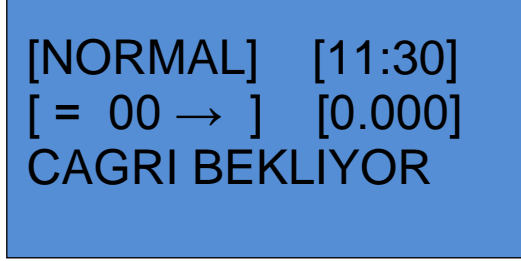 [NORMAL] [11:30]
[ = 00 → ] [0.000]
CAGRI BEKLIYOR